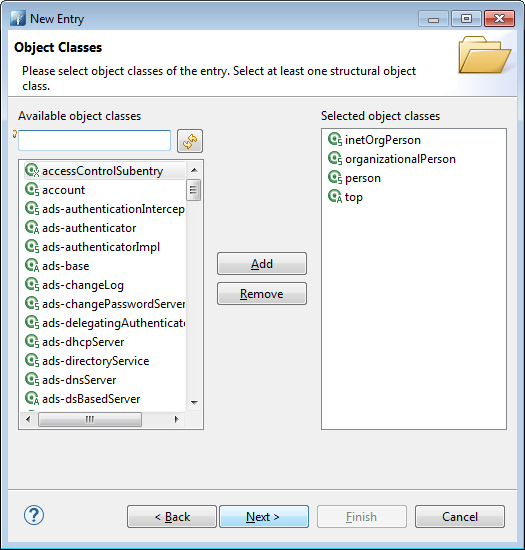 New Entry
Object Classes
Please select object classes of the entry. Select at least one structural object
class.
Available object classes
Selected object classes
accessControlSubentry
account
ads-authenticationIntercep
ads-authenticator
ads-authenticatorImpl
ads-base
ads-changeLog
ads-changePasswordServer
ads-delegatingAuthenticato
ads-dhcpServer
ads-directoryService
ads-dnsServer
ads-dsBasedServer
Add
Remove
inetOrgPerson
organizationalPerson
person
top
< Back
Next >
Finish
Cancel